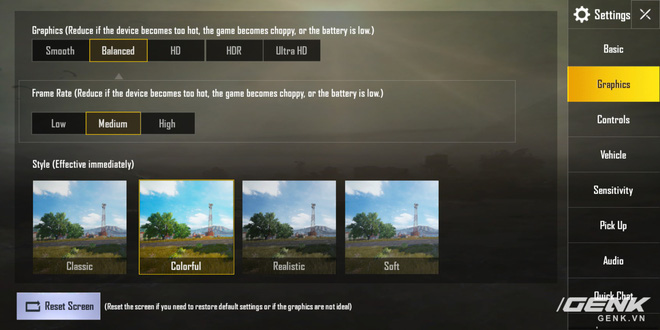 Graphics (Reduce if the device becomes too hot, the game becomes choppy, or the battery is low.)
Smooth
Balanced
HD
HDR
Ultra HD
Frame Rate (Reduce if the device becomes too hot, the game becomes choppy, or the battery is low.)
Low
Medium
High
Style (Effective immediately)
Classic
Colorful
Realistic
Soft
Reset Screen
(Reset the screen if you need to restore default settings or if the graphics are not ideal)
Settings
Basic
Graphics
Controls
Vehicle
Sensitivity
Pick Up
Audio
Quick Chat
GENK
GENK.VN